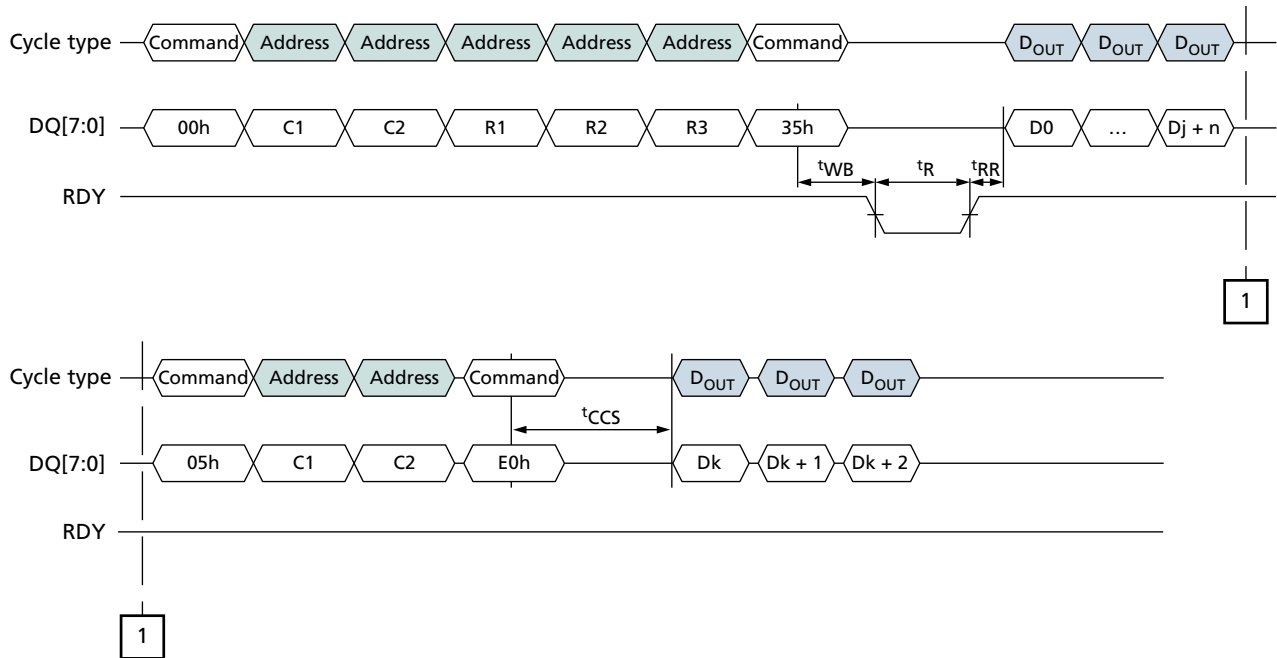 Cycle type Command Address Address Address Address Address Command DOUT DOUT DOUT
DQ[7:0] 00h C1 C2 R1 R2 R3 35h D0 … Dj + n
tWB tR tRR
RDY
1
Cycle type Command Address Address Command DOUT DOUT DOUT
tCCS
DQ[7:0] 05h C1 C2 E0h Dk Dk + 1 Dk + 2
RDY
1